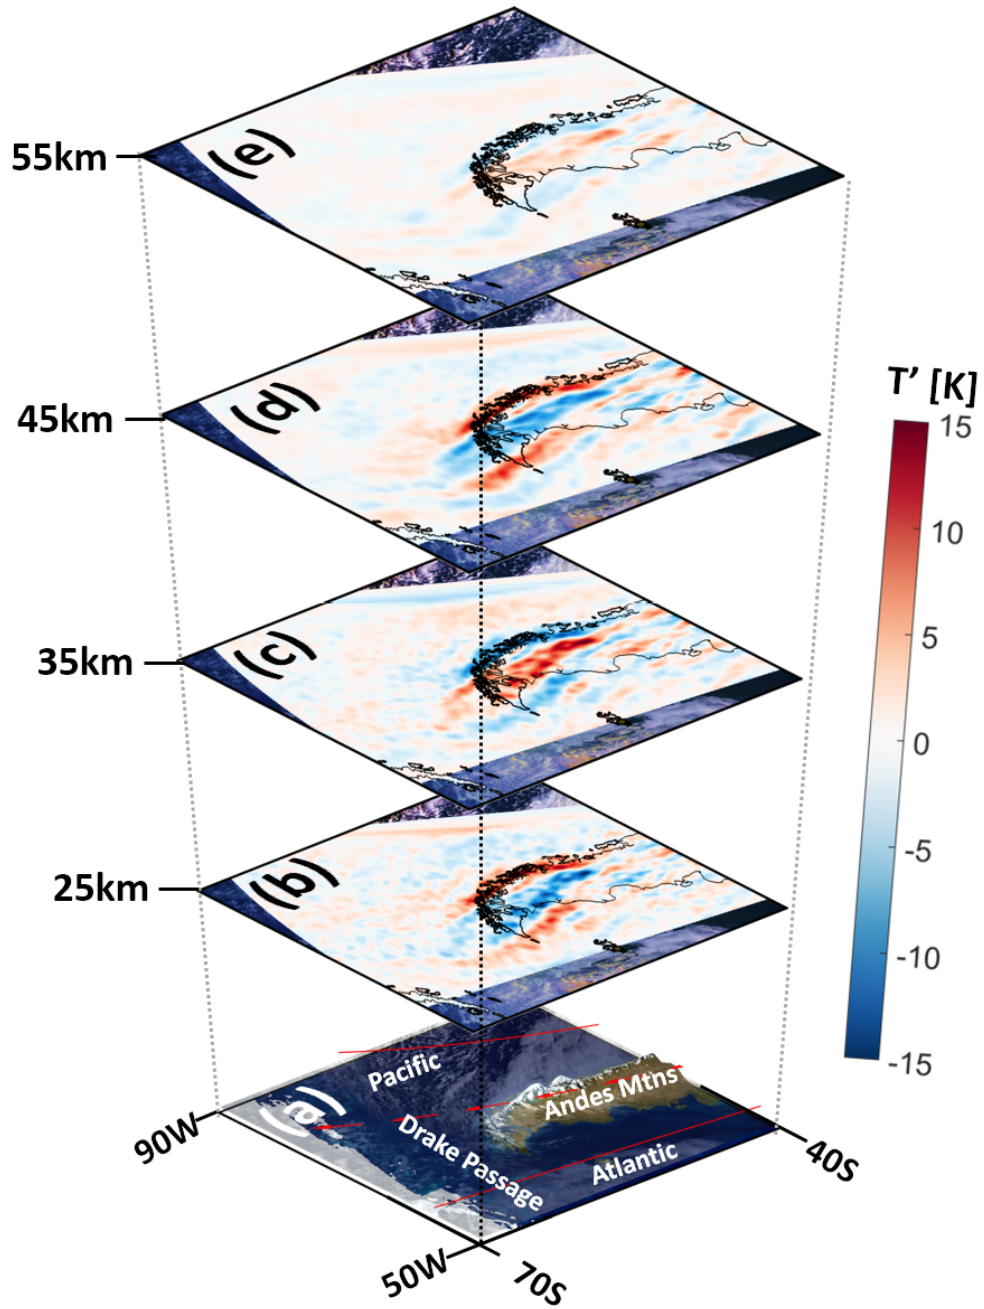 (e)
55km
(d)
45km
T’ [K]
15
10
5
0
-5
-10
-15
(c)
35km
(b)
25km
(a)
Pacific
Andes Mtns
Drake Passage
Atlantic
90W
40S
50W
70S